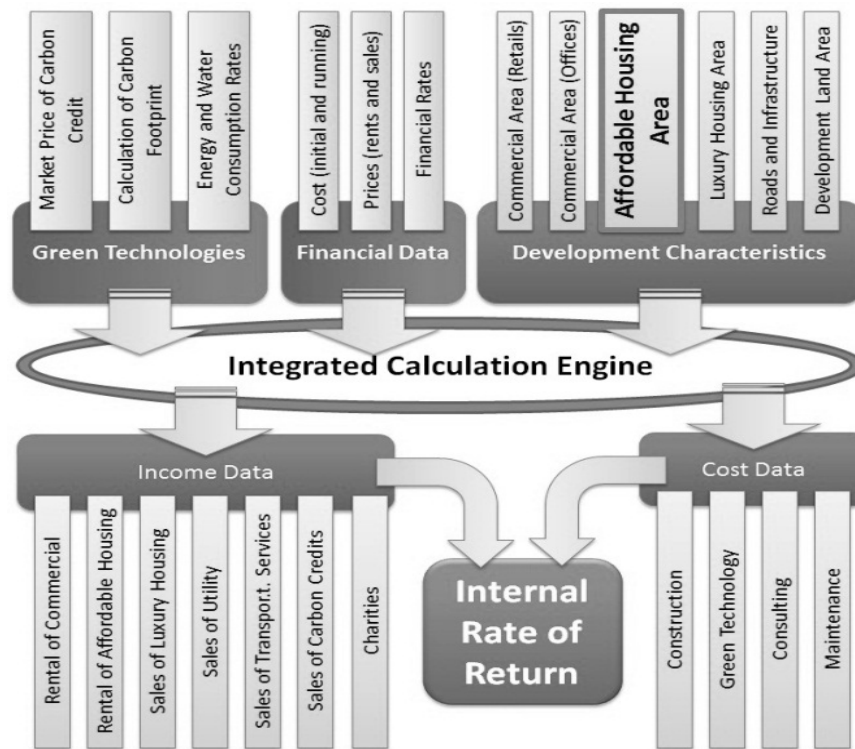 Market Price of Carbon
Credit
Calculation of Carbon
Footprint
Energy and Water
Consumption Rates
Green Technologies
Cost (initial and running)
Prices (rents and sales)
Financial Rates
Financial Data
Commercial Area (Retails)
Commercial Area (Offices)
Affordable Housing
Area
Luxury Housing Area
Roads and Infrastructure
Development Land Area
Development Characteristics
Integrated Calculation Engine
Income Data
Rental of Commercial
Rental of Affordable Housing
Sales of Luxury Housing
Sales of Utility
Sales of Transpor.t. Services
Sales of Carbon Credits
Charities
Internal
Rate of
Return
Cost Data
Construction
Green Technology
Consulting
Maintenance